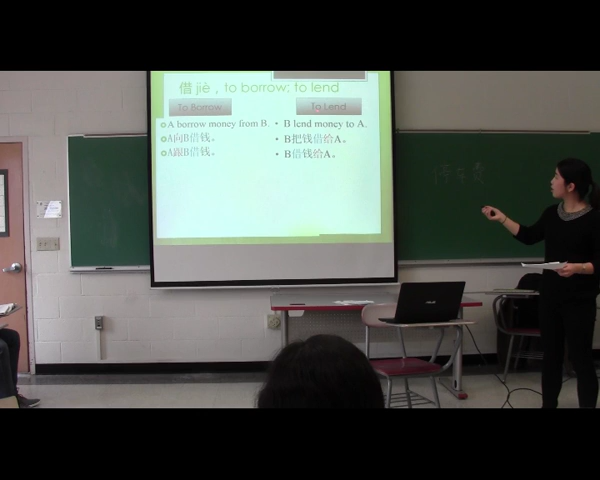 借 jiè , to borrow; to lend
To Borrow
A borrow money from B.
A向B借钱。
A跟B借钱。
To Lend
• B lend money to A.
• B把钱借给A。
• B借钱给A。
ASUS